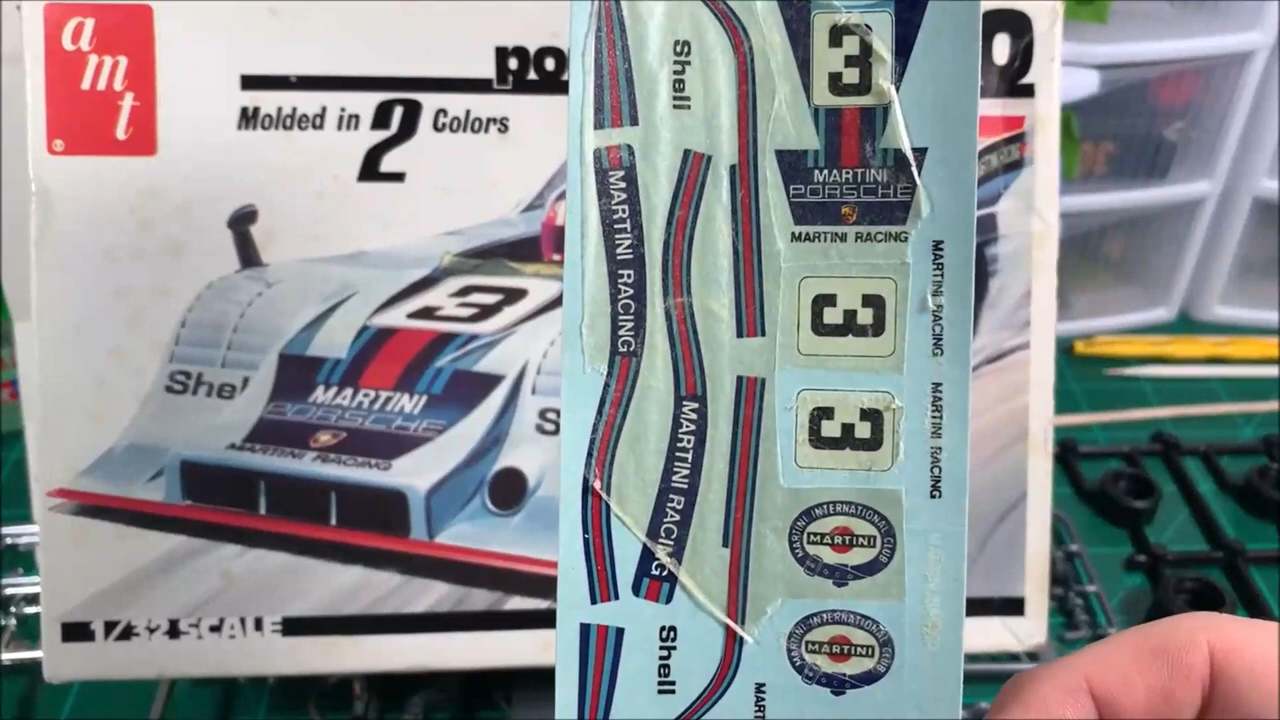 amt
®
Molded in 2 Colors
3
Shel
MARTINI
PORSCHE
MARTINI RACING
S
1/32 SCALE
Shell
MARTINI RACING
MARTINI RACING
Shell
3
MARTINI
PORSCHE
MARTINI RACING
3
3
MARTINI INTERNATIONAL CLUB
MARTINI
MARTINI INTERNATIONAL CLUB
MARTINI
MARTINI RACING
MARTINI RACING